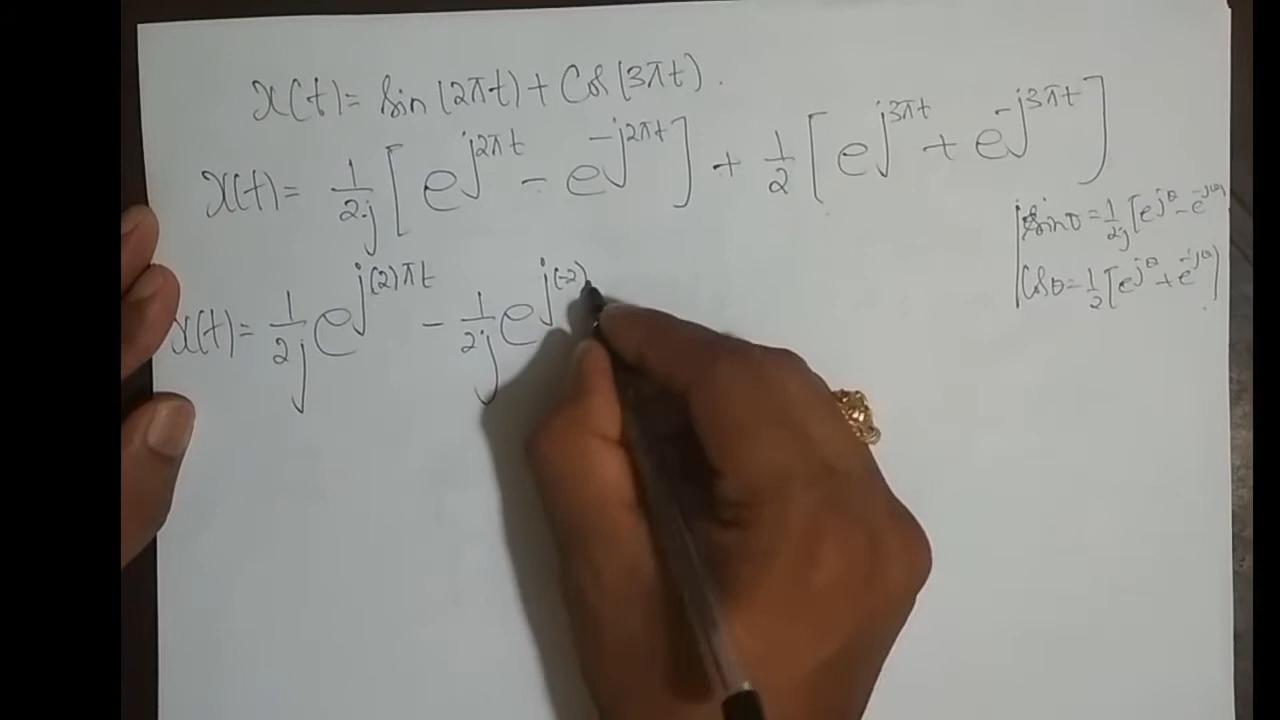 x(t) = Sin(2πt) + Cos(3πt).
x(t) = 1/2j [e^j2πt - e^-j2πt] + 1/2 [e^j3πt + e^-j3πt]
Sinθ = 1/2j [e^jθ - e^-jθ]
Cosθ = 1/2 [e^jθ + e^-jθ]
x(t) = 1/2j e^j(2)πt - 1/2j e^j(-2)